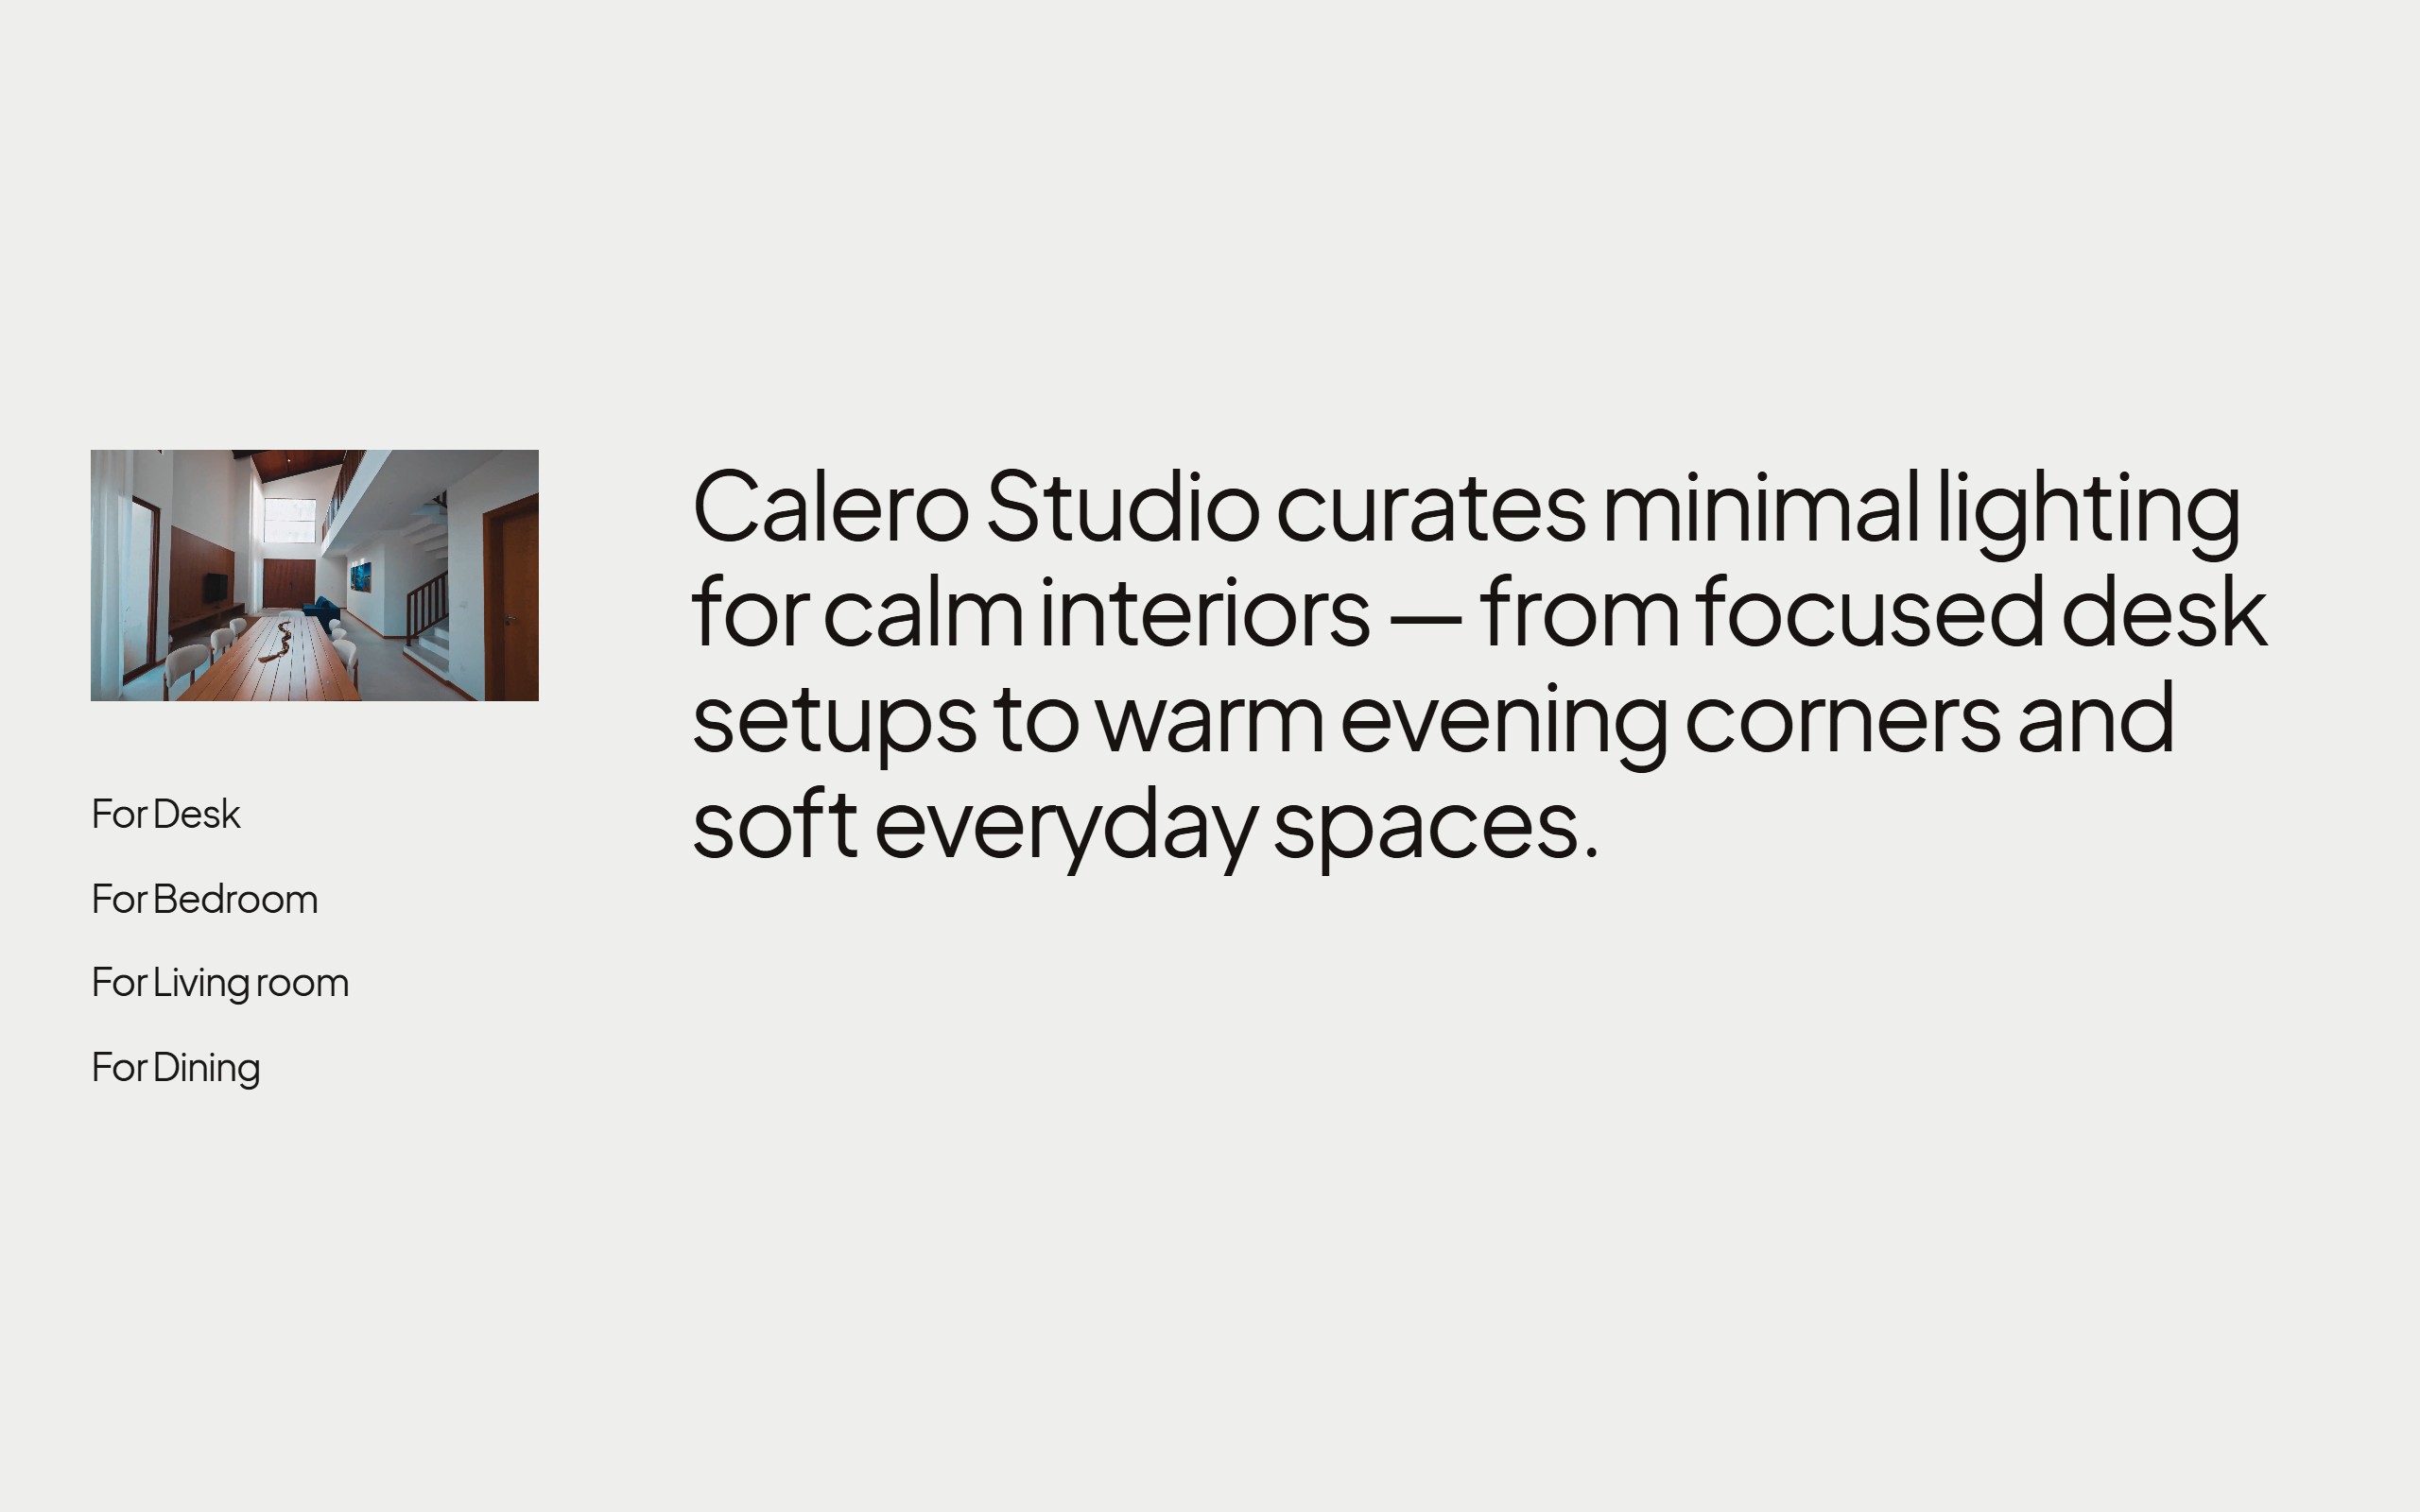 Calero Studio curates minimal lighting
for calm interiors — from focused desk
setups to warm evening corners and
soft everyday spaces.
For Desk
For Bedroom
For Living room
For Dining